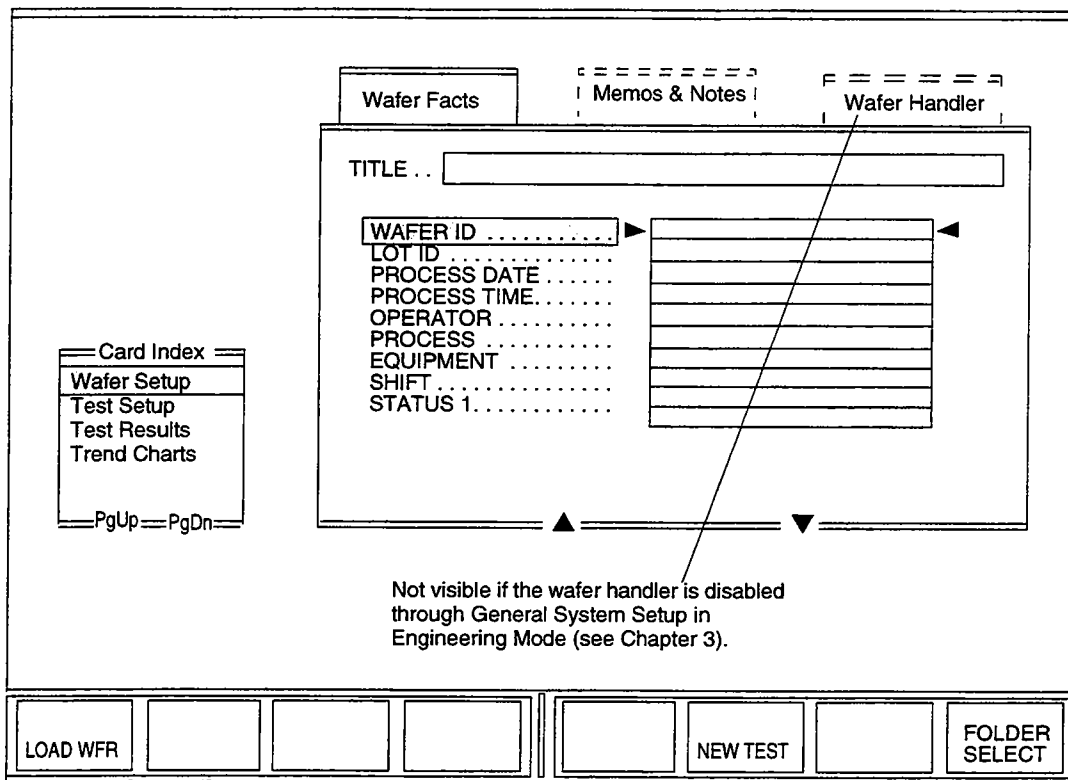 Wafer Facts
Memos & Notes
Wafer Handler
TITLE . .
WAFER ID . . . . . . . . . . .
LOT ID . . . . . . . . . . . . . .
PROCESS DATE . . . . . .
PROCESS TIME. . . . . . .
OPERATOR . . . . . . . . . .
PROCESS . . . . . . . . . . .
EQUIPMENT . . . . . . . . .
SHIFT . . . . . . . . . . . . . . .
STATUS 1. . . . . . . . . . . .
Card Index
Wafer Setup
Test Setup
Test Results
Trend Charts
PgUp PgDn
Not visible if the wafer handler is disabled
through General System Setup in
Engineering Mode (see Chapter 3).
LOAD WFR
NEW TEST
FOLDER
SELECT